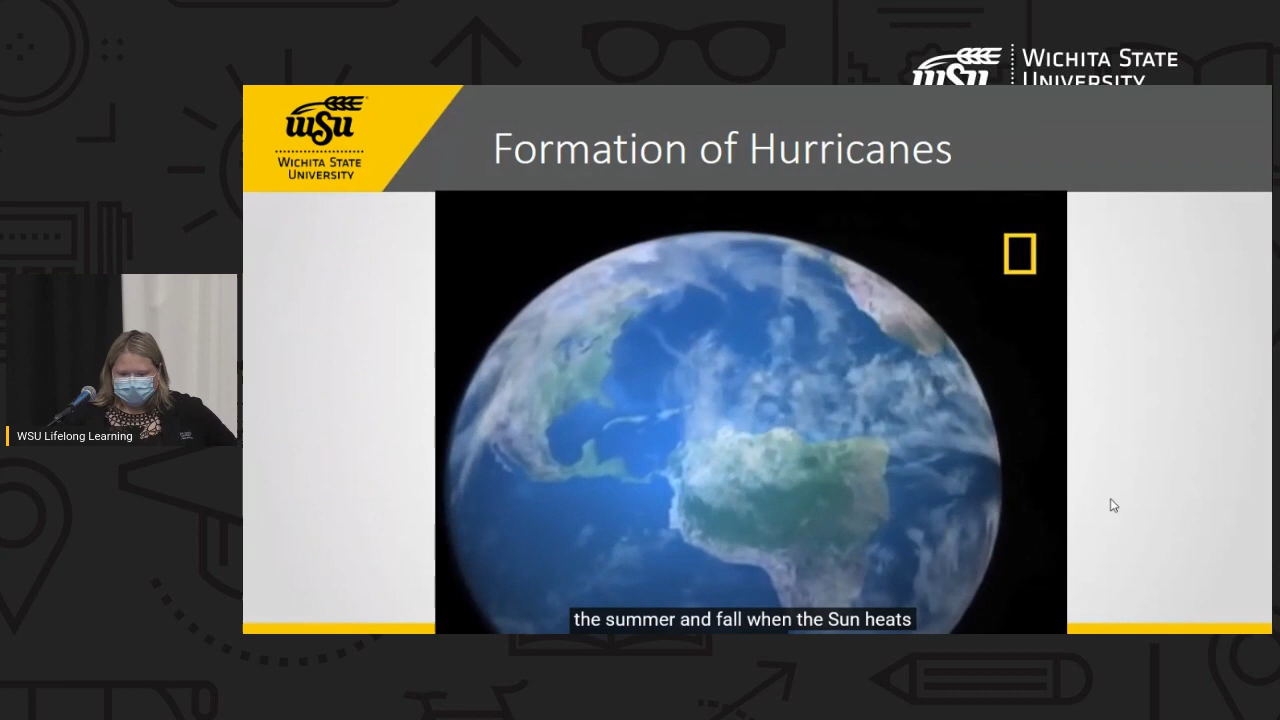 wsu
WICHITA STATE
UNIVERSITY
wsu
WICHITA STATE
UNIVERSITY
Formation of Hurricanes
WSU Lifelong Learning
the summer and fall when the Sun heats